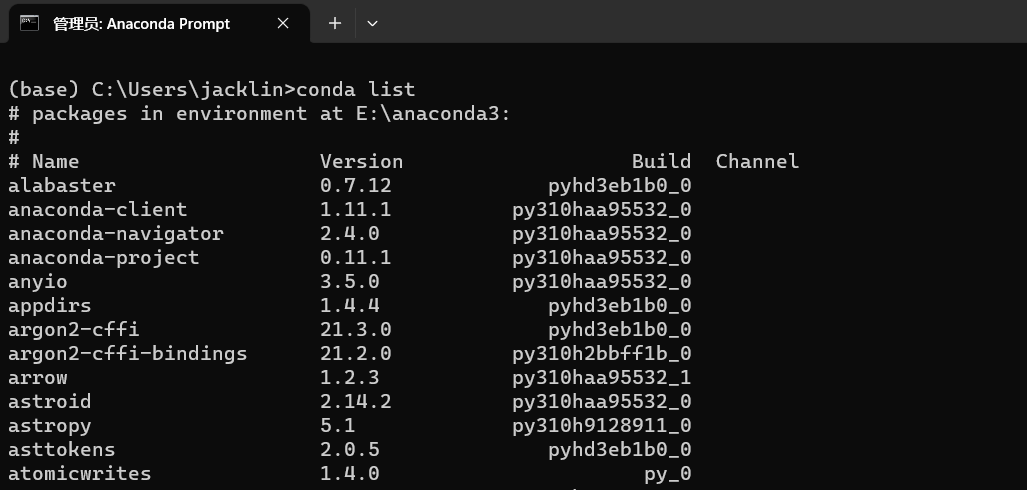 管理员: Anaconda Prompt
(base) C:\Users\jacklin>conda list
# packages in environment at E:\anaconda3:
#
# Name                    Version                   Build  Channel
alabaster                 0.7.12             pyhd3eb1b0_0
anaconda-client           1.11.1          py310haa95532_0
anaconda-navigator        2.4.0           py310haa95532_0
anaconda-project          0.11.1          py310haa95532_0
anyio                     3.5.0           py310haa95532_0
appdirs                   1.4.4              pyhd3eb1b0_0
argon2-cffi               21.3.0             pyhd3eb1b0_0
argon2-cffi-bindings      21.2.0          py310h2bbff1b_0
arrow                     1.2.3           py310haa95532_1
astroid                   2.14.2          py310haa95532_0
astropy                   5.1             py310h9128911_0
asttokens                 2.0.5              pyhd3eb1b0_0
atomicwrites              1.4.0                      py_0